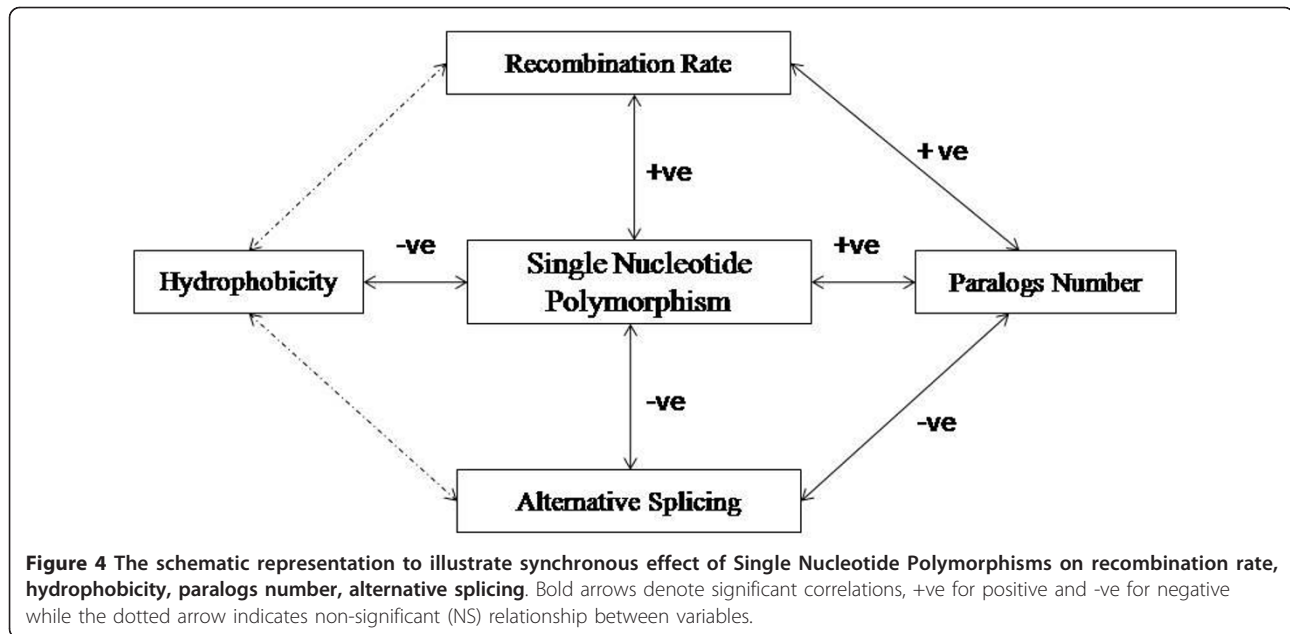 Recombination Rate
+ve
+ ve
-ve
+ve
Hydrophobicity
Single Nucleotide
Polymorphism
Paralogs Number
-ve
-ve
Alternative Splicing
Figure 4 The schematic representation to illustrate synchronous effect of Single Nucleotide Polymorphisms on recombination rate,
hydrophobicity, paralogs number, alternative splicing. Bold arrows denote significant correlations, +ve for positive and -ve for negative
while the dotted arrow indicates non-significant (NS) relationship between variables.